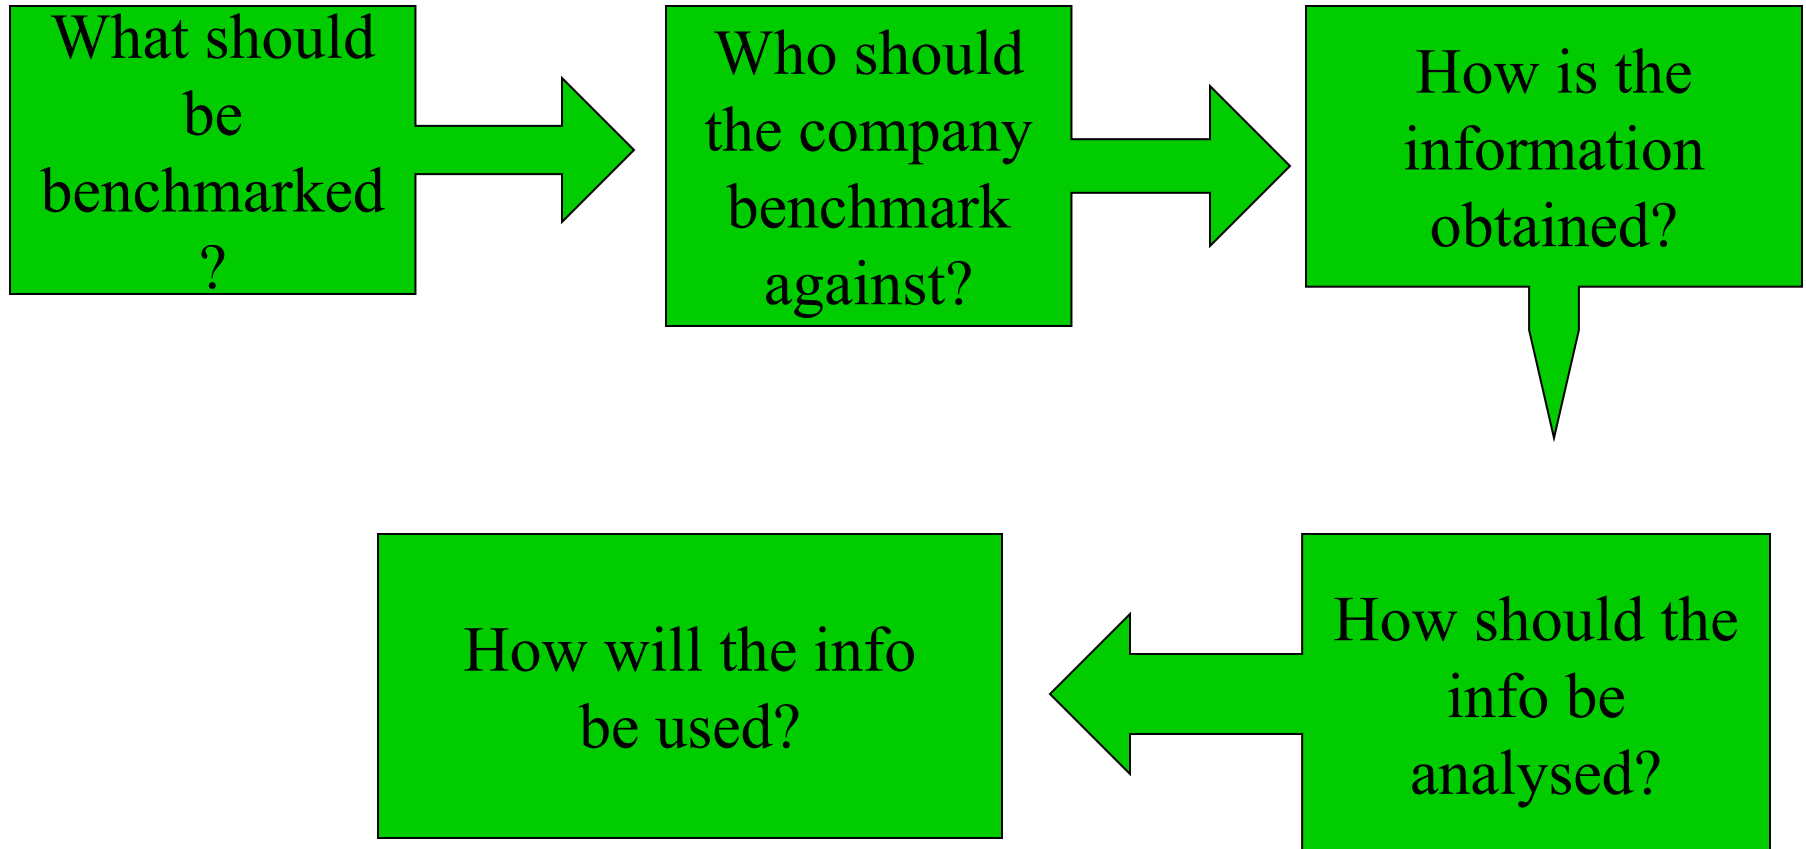 What should
be
benchmarked
?
Who should
the company
benchmark
against?
How is the
information
obtained?
How should the
info be
analysed?
How will the info
be used?